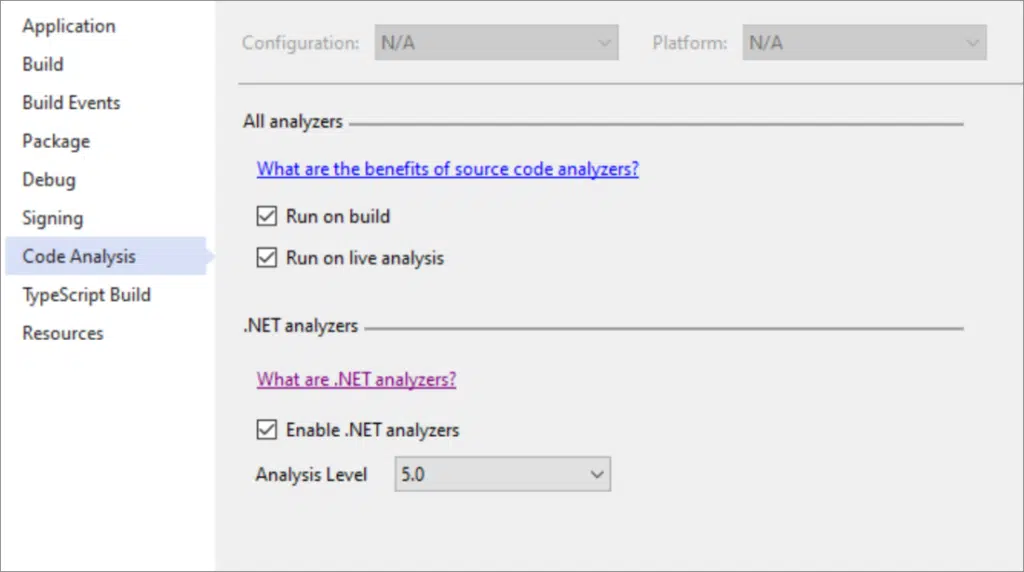 Application
Build
Build Events
Package
Debug
Signing
Code Analysis
TypeScript Build
Resources
Configuration: N/A Platform: N/A
All analyzers
What are the benefits of source code analyzers?
Run on build
Run on live analysis
.NET analyzers
What are .NET analyzers?
Enable .NET analyzers
Analysis Level 5.0